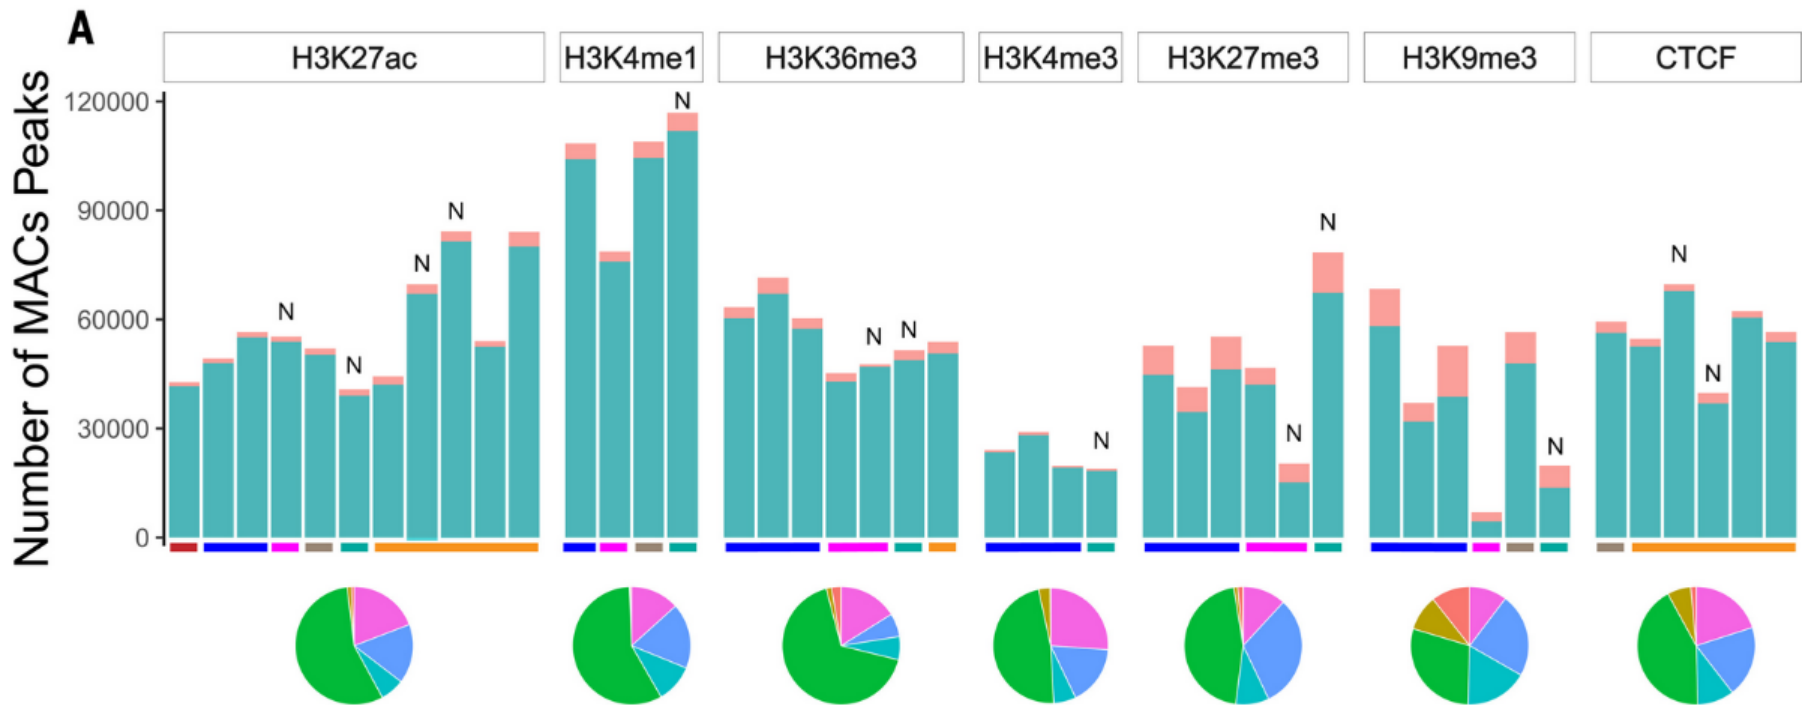 A
H3K27ac H3K4me1 H3K36me3 H3K4me3 H3K27me3 H3K9me3 CTCF
Number of MACs Peaks
120000
90000
60000
30000
0
N
N
N
N
N
N
N
N
N
N
N
N
N
N